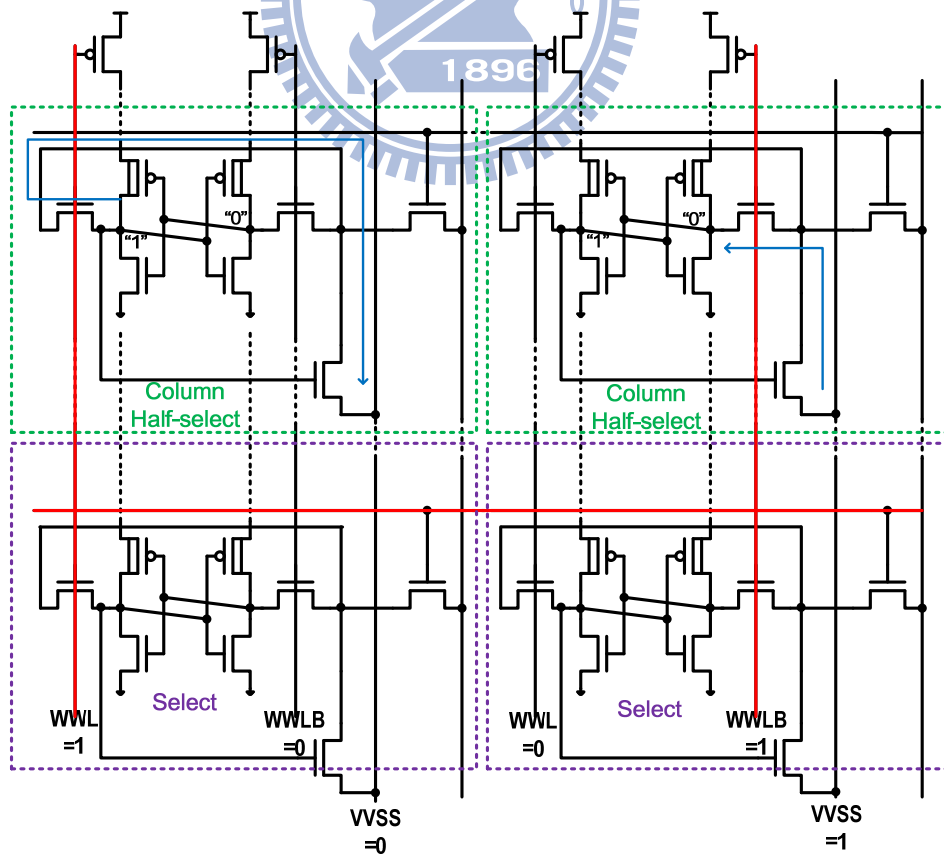 1896
"1"
"0"
"1"
"0"
Column
Half-select
Column
Half-select
Select
Select
WWL
=1
WWLB
=0
WWL
=0
WWLB
=1
VVSS
=0
VVSS
=1